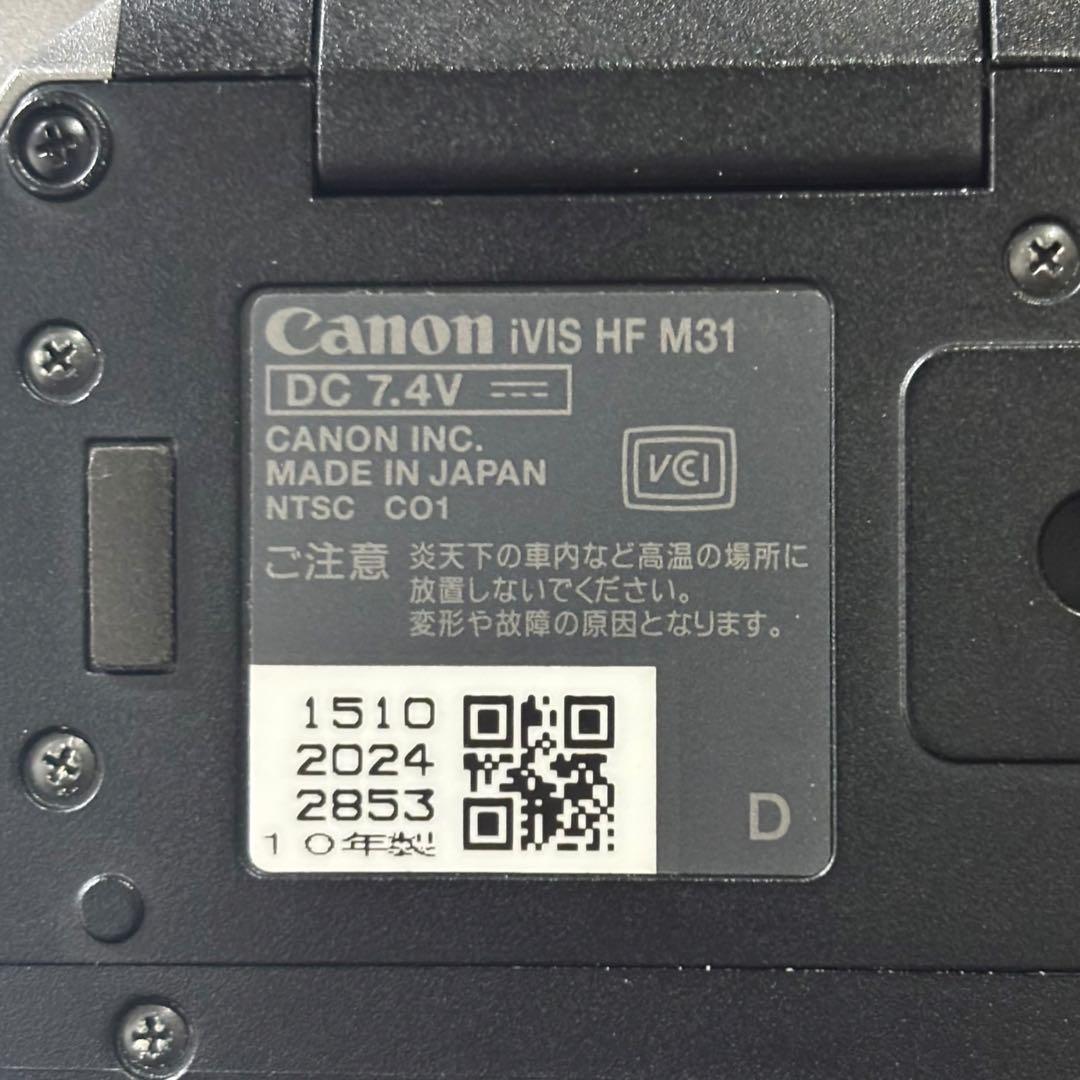 Canon iVIS HF M31
DC 7.4V
CANON INC.
MADE IN JAPAN
NTSC CO1
VCCI
ご注意 炎天下の車内など高温の場所に
放置しないでください。
変形や故障の原因となります。
1510
2024
2853
10年製
D